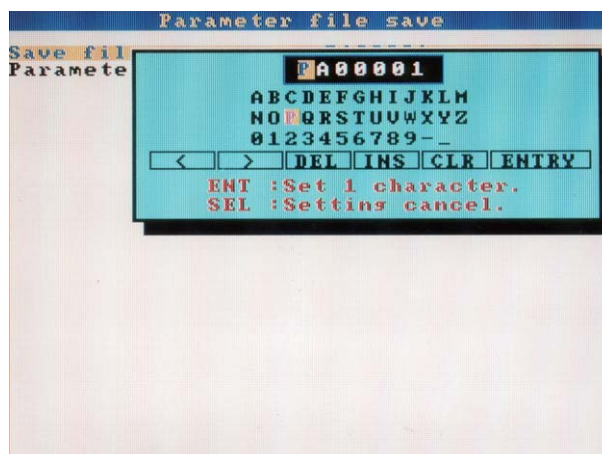 Parameter file save
Save fil
Paramete
PA00001
ABCDEFGHIJKLM
NOPQRSTUVWXYZ
0123456789-_
< > DEL INS CLR ENTRY
ENT :Set 1 character.
SEL :Setting cancel.